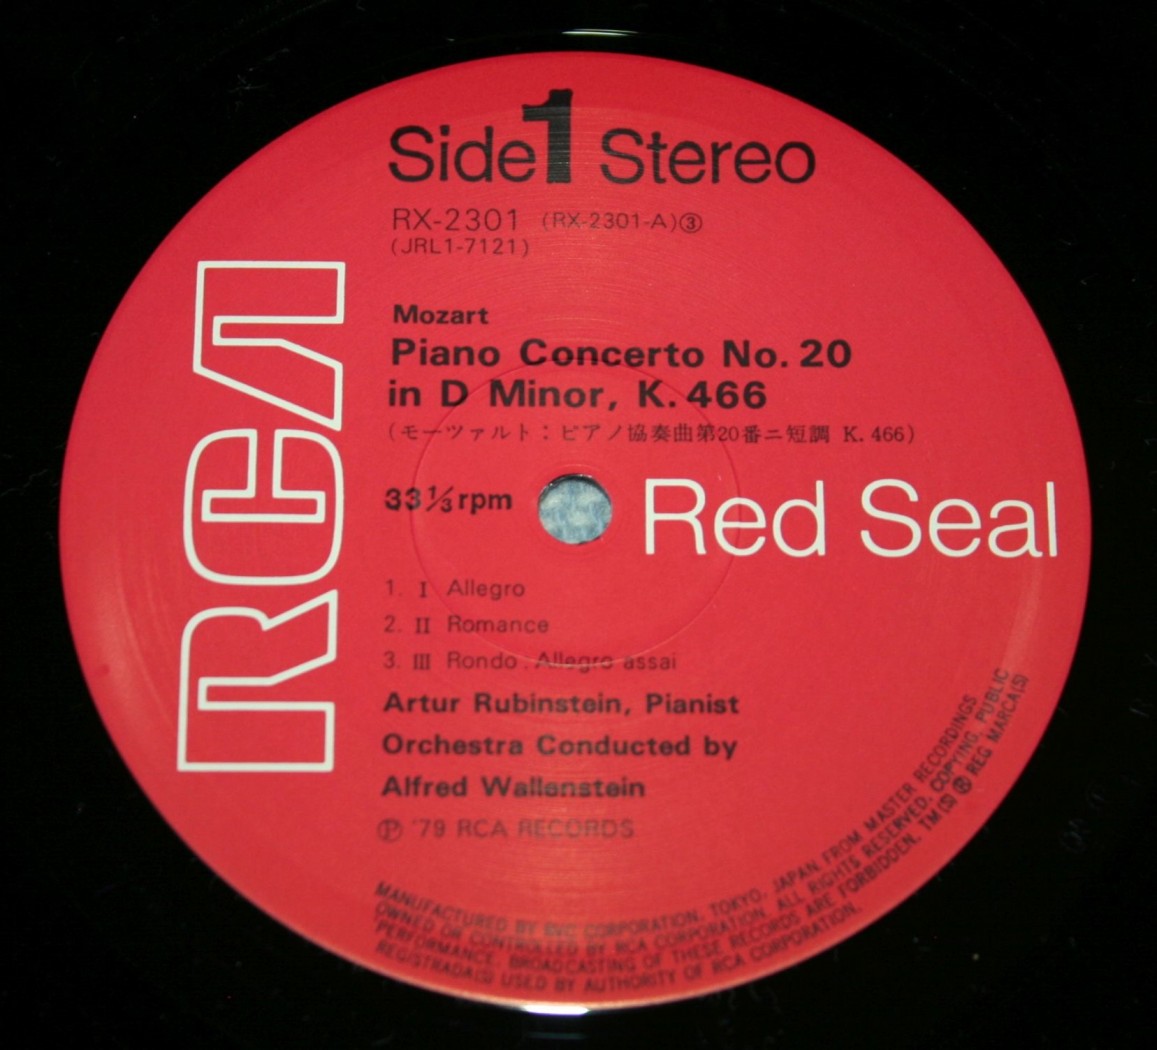 Side 1 Stereo
RX-2301 (RX-2301-A)③
(JRL1-7121)
RCA
Mozart
Piano Concerto No. 20
in D Minor, K. 466
(モーツァルト：ピアノ協奏曲第20番ニ短調 K. 466)
33⅓rpm
Red Seal
1. I Allegro
2. II Romance
3. III Rondo . Allegro assai
Artur Rubinstein, Pianist
Orchestra Conducted by
Alfred Wallenstein
Ⓟ '79 RCA RECORDS
MANUFACTURED BY RVC CORPORATION, TOKYO, JAPAN, FROM MASTER RECORDINGS
OWNED OR CONTROLLED BY RCA CORPORATION. ALL RIGHTS RESERVED, COPYING, PUBLIC
PERFORMANCE, BROADCASTING OF THESE RECORDS ARE FORBIDDEN. TM(S) ® REG MARCA(S)
REGISTRADA(S) USED BY AUTHORITY OF RCA CORPORATION.